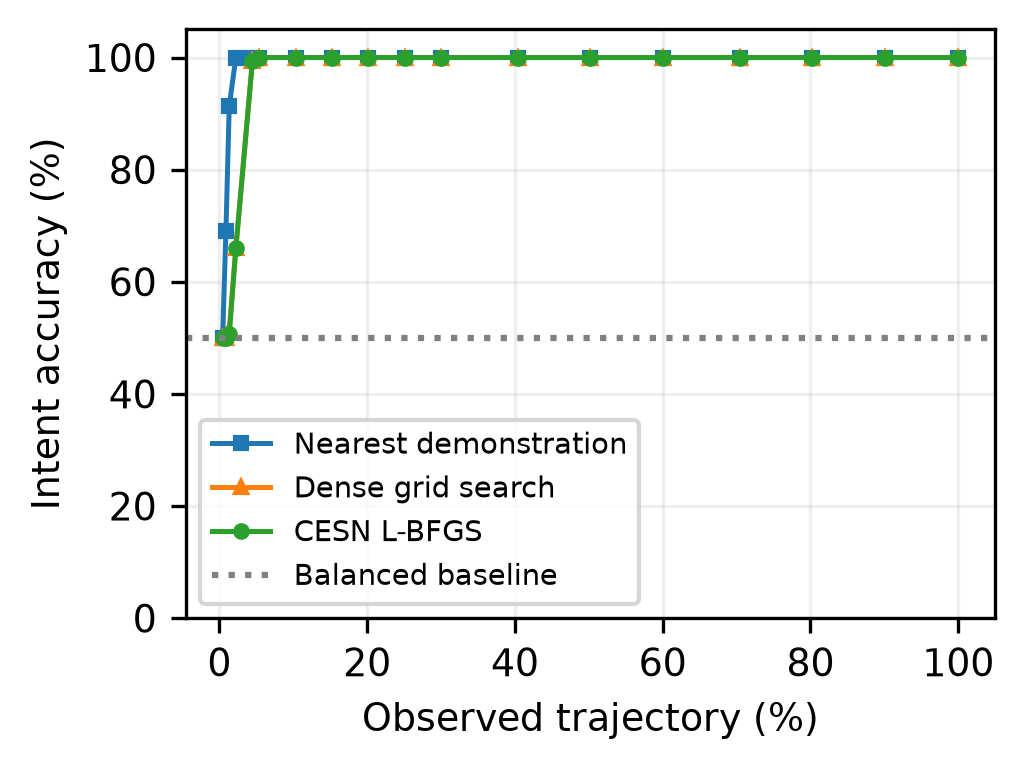 Intent accuracy (%)
100
80
60
40
20
0
Nearest demonstration
Dense grid search
CESN L-BFGS
Balanced baseline
0 20 40 60 80 100
Observed trajectory (%)